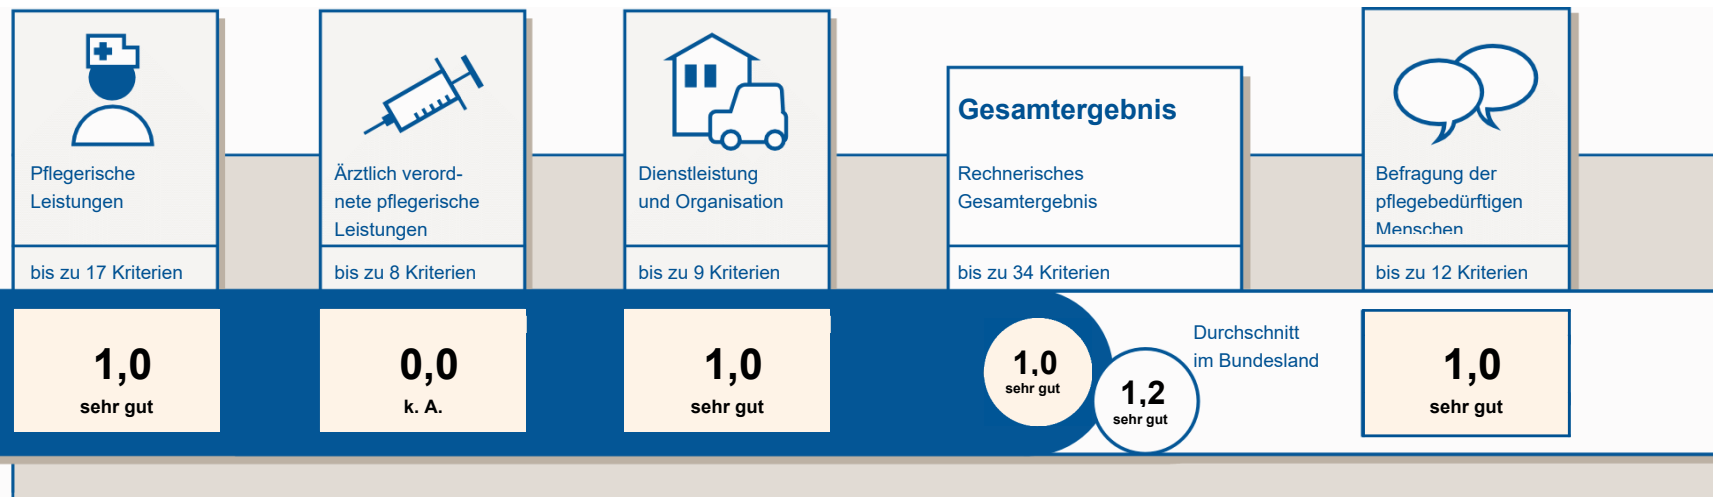 Pflegerische
Leistungen
bis zu 17 Kriterien
1,0
sehr gut
Ärztlich verord-
nete pflegerische
Leistungen
bis zu 8 Kriterien
0,0
k. A.
Dienstleistung
und Organisation
bis zu 9 Kriterien
1,0
sehr gut
Gesamtergebnis
Rechnerisches
Gesamtergebnis
bis zu 34 Kriterien
1,0
sehr gut
1,2
sehr gut
Durchschnitt
im Bundesland
Befragung der
pflegebedürftigen
Menschen
bis zu 12 Kriterien
1,0
sehr gut